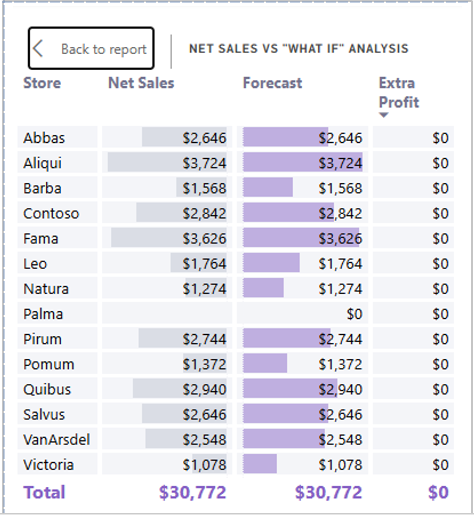 Back to report
NET SALES VS "WHAT IF" ANALYSIS
Store Net Sales Forecast Extra Profit
Abbas $2,646 $2,646 $0
Aliqui $3,724 $3,724 $0
Barba $1,568 $1,568 $0
Contoso $2,842 $2,842 $0
Fama $3,626 $3,626 $0
Leo $1,764 $1,764 $0
Natura $1,274 $1,274 $0
Palma $0 $0
Pirum $2,744 $2,744 $0
Pomum $1,372 $1,372 $0
Quibus $2,940 $2,940 $0
Salvus $2,646 $2,646 $0
VanArsdel $2,548 $2,548 $0
Victoria $1,078 $1,078 $0
Total $30,772 $30,772 $0